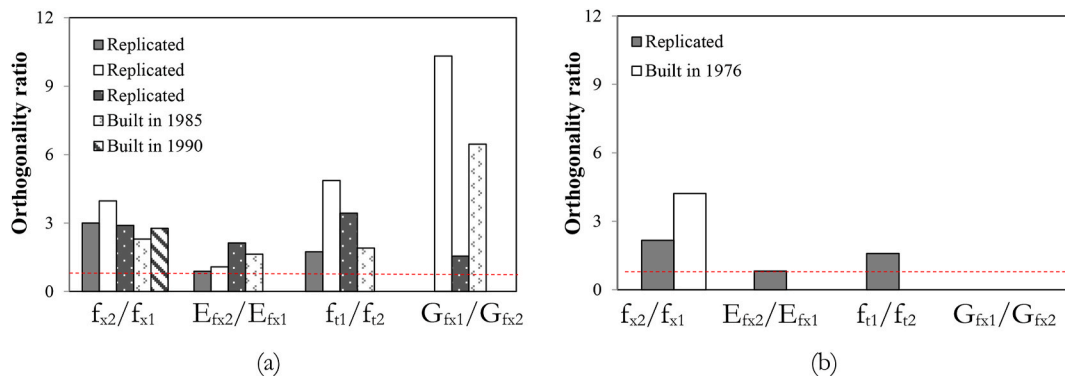 (a)
Orthogonality ratio
12
9
6
3
0
Replicated
Replicated
Replicated
Built in 1985
Built in 1990
fx2/fx1 Efx2/Efx1 ft1/ft2 Gfx1/Gfx2
(b)
Orthogonality ratio
12
9
6
3
0
Replicated
Built in 1976
fx2/fx1 Efx2/Efx1 ft1/ft2 Gfx1/Gfx2